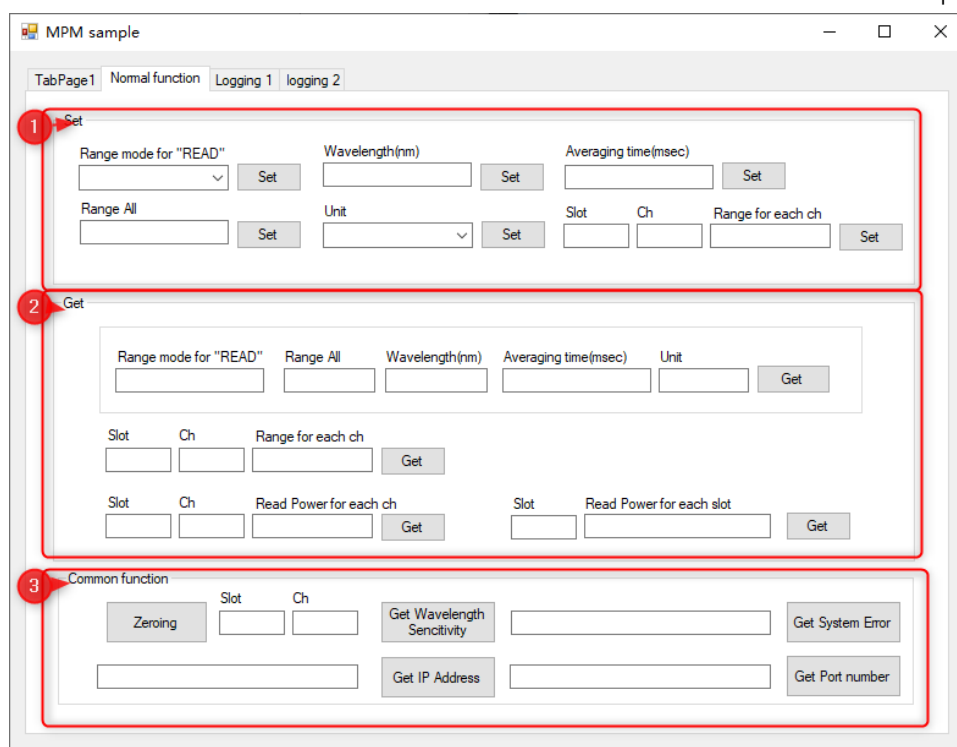 MPM sample
TabPage1 Normal function Logging 1 logging 2
1 Set
Range mode for "READ" Wavelength(nm) Averaging time(msec)
Set Set Set
Range All Unit Slot Ch Range for each ch
Set Set Set
2 Get
Range mode for "READ" Range All Wavelength(nm) Averaging time(msec) Unit
Get
Slot Ch Range for each ch
Get
Slot Ch Read Power for each ch Slot Read Power for each slot
Get Get
3 Common function
Slot Ch
Zeroing Get Wavelength Sencitivity Get System Error
Get IP Address Get Port number